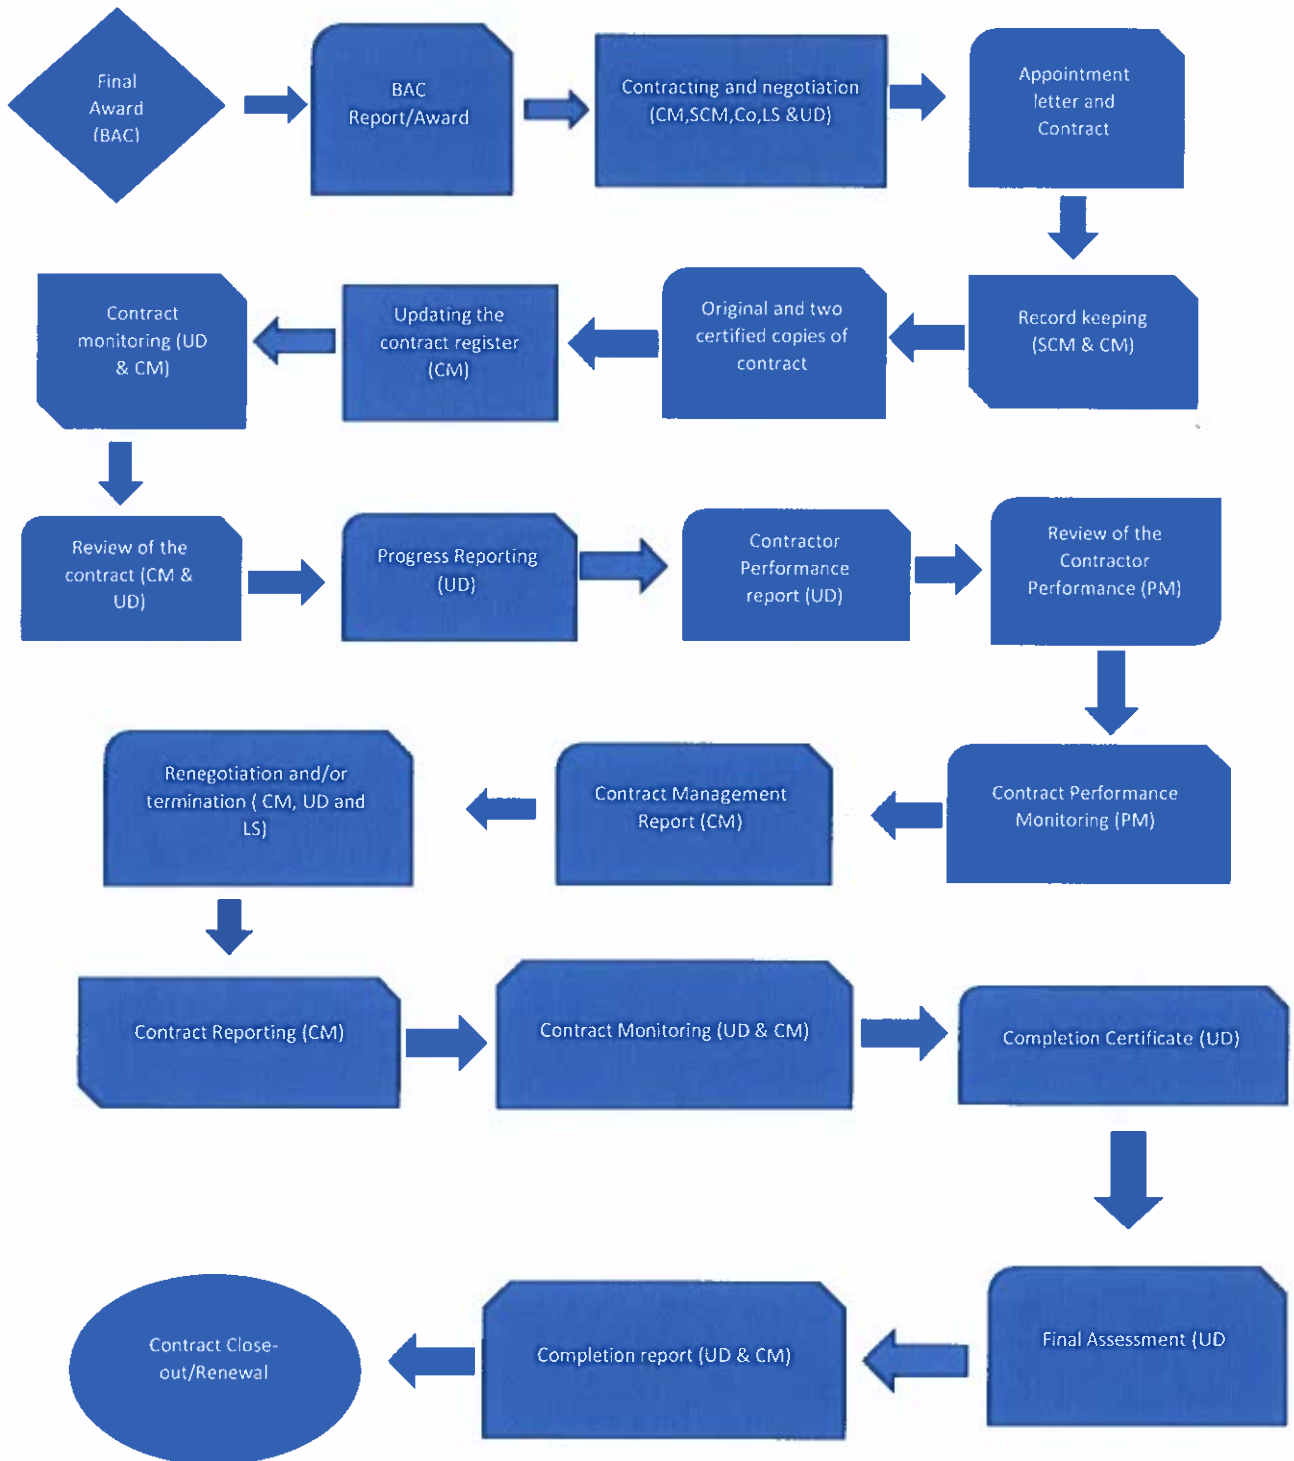 Final
Award
(BAC)
BAC
Report/Award
Contracting and negotiation
(CM,SCM,Co,LS &UD)
Appointment
letter and
Contract
Contract
monitoring (UD
& CM)
Updating the
contract register
(CM)
Original and two
certified copies of
contract
Record keeping
(SCM & CM)
Review of the
contract (CM &
UD)
Progress Reporting
(UD)
Contractor
Performance
report (UD)
Review of the
Contractor
Performance (PM)
Renegotiation and/or
termination ( CM, UD and
LS)
Contract Management
Report (CM)
Contract Performance
Monitoring (PM)
Contract Reporting (CM)
Contract Monitoring (UD & CM)
Completion Certificate (UD)
Contract Close-
out/Renewal
Completion report (UD & CM)
Final Assessment (UD